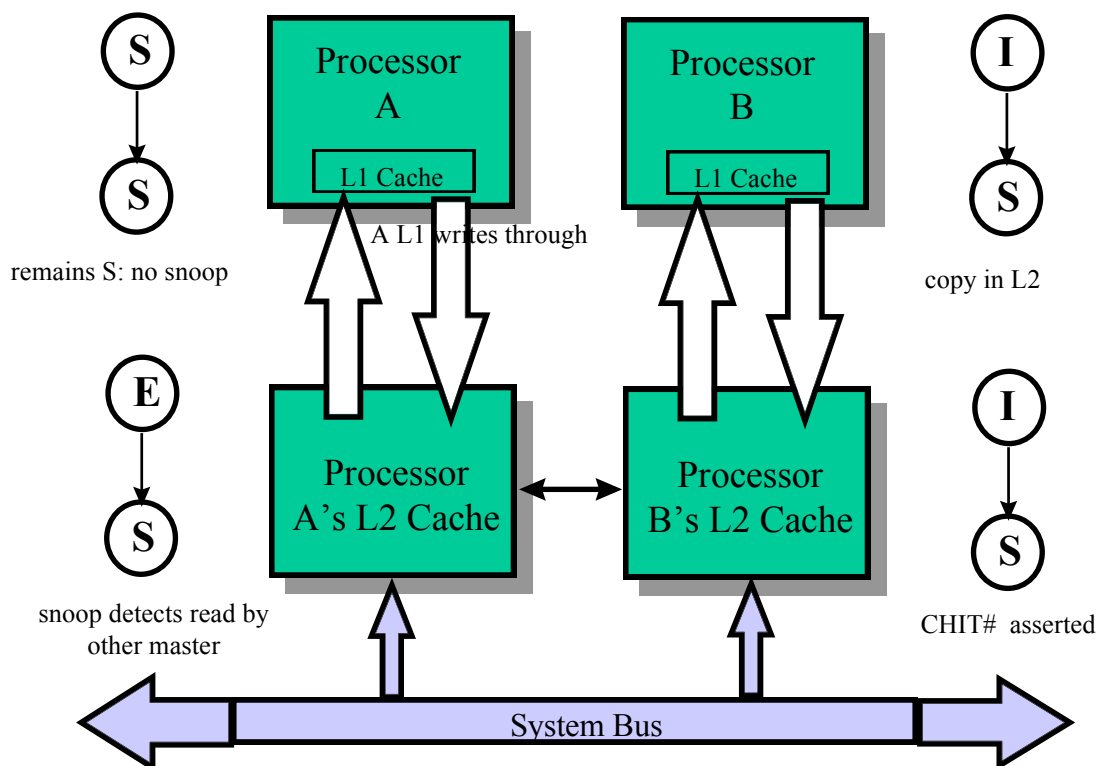 S
Processor
A
Processor
B
I
L1 Cache
L1 Cache
S
S
A L1 writes through
remains S: no snoop
copy in L2
E
I
Processor
A's L2 Cache
Processor
B's L2 Cache
S
S
snoop detects read by
other master
CHIT# asserted
System Bus